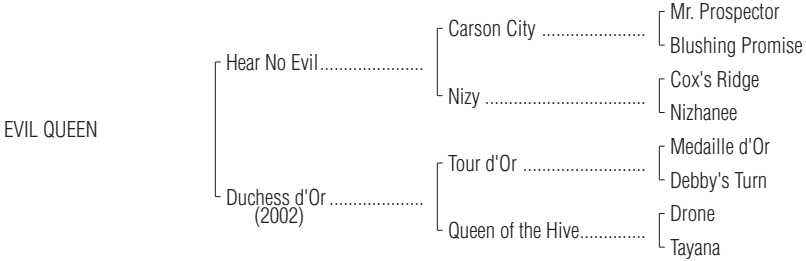 Mr. Prospector
Carson City ......................
Blushing Promise
Hear No Evil......................
Cox's Ridge
Nizy ..................................
Nizhanee
EVIL QUEEN
Medaille d'Or
Tour d'Or ..........................
Debby's Turn
Duchess d'Or ....................
(2002)
Drone
Queen of the Hive..............
Tayana